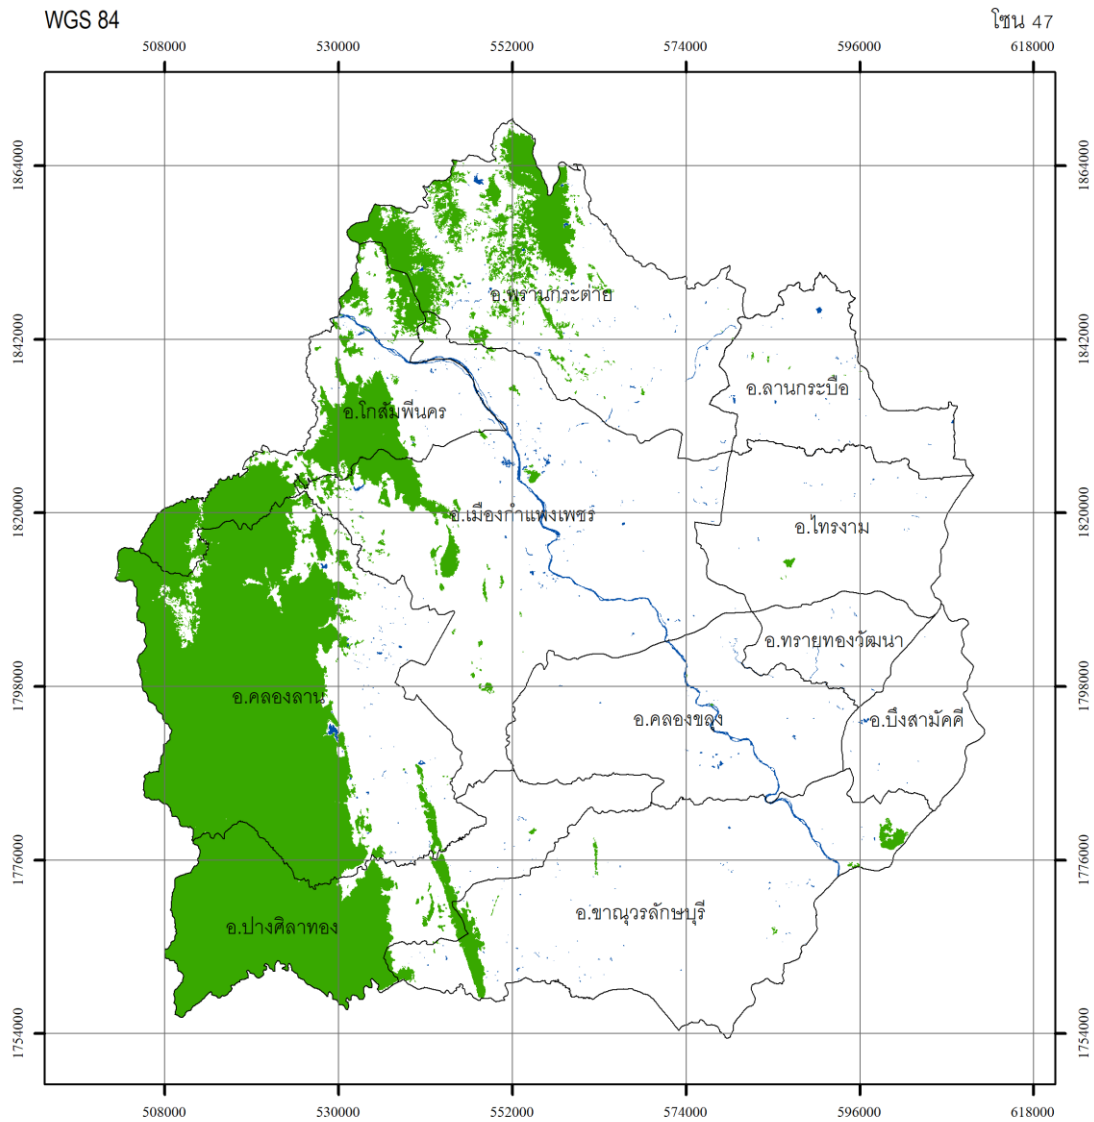 WGS 84
โซน 47
508000 530000 552000 574000 596000 618000
1864000 1864000
อ.พรานกระต่าย
1842000 1842000
อ.ลานกระบือ
อ.โกสัมพีนคร
1820000 1820000
อ.เมืองกำแพงเพชร
อ.ไทรงาม
อ.ทรายทองวัฒนา
1798000 1798000
อ.คลองลาน
อ.คลองขลุง
อ.บึงสามัคคี
1776000 1776000
อ.ขาณุวรลักษบุรี
อ.ปางศิลาทอง
1754000 1754000
508000 530000 552000 574000 596000 618000